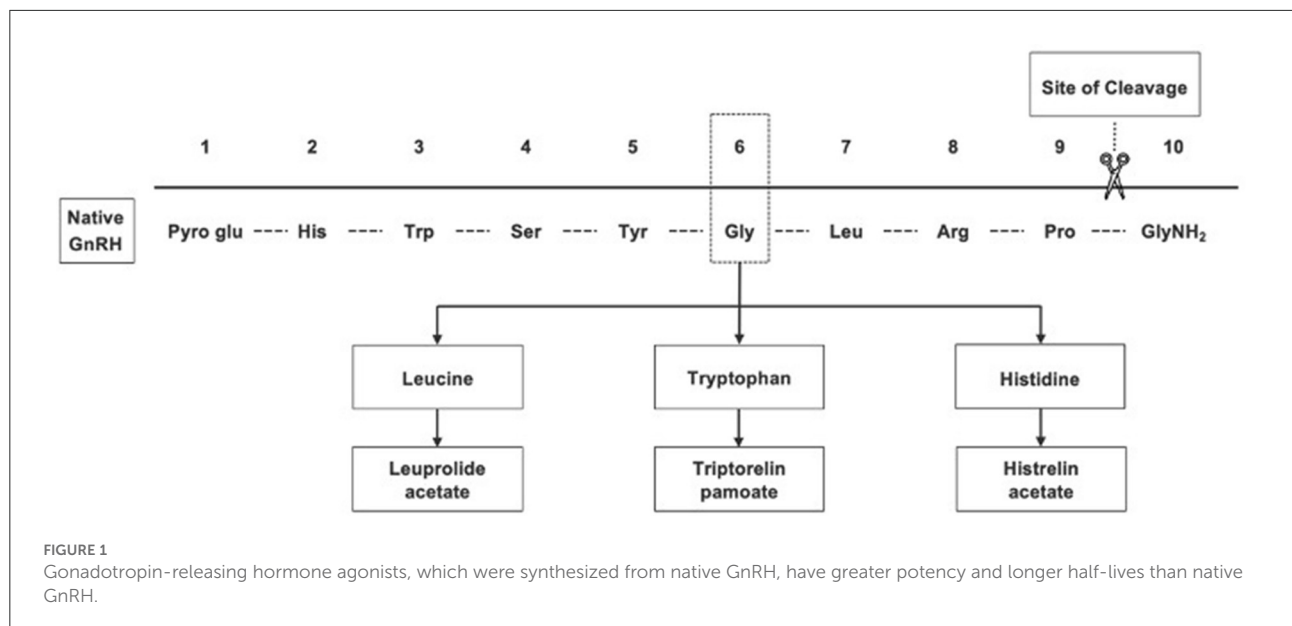 Site of Cleavage
1 2 3 4 5 6 7 8 9 10
Native
GnRH
Pyro glu ---- His ---- Trp ---- Ser ---- Tyr ---- Gly ---- Leu ---- Arg ---- Pro ---- GlyNH₂
Leucine Tryptophan Histidine
Leuprolide
acetate
Triptorelin
pamoate
Histrelin
acetate
FIGURE 1
Gonadotropin-releasing hormone agonists, which were synthesized from native GnRH, have greater potency and longer half-lives than native
GnRH.